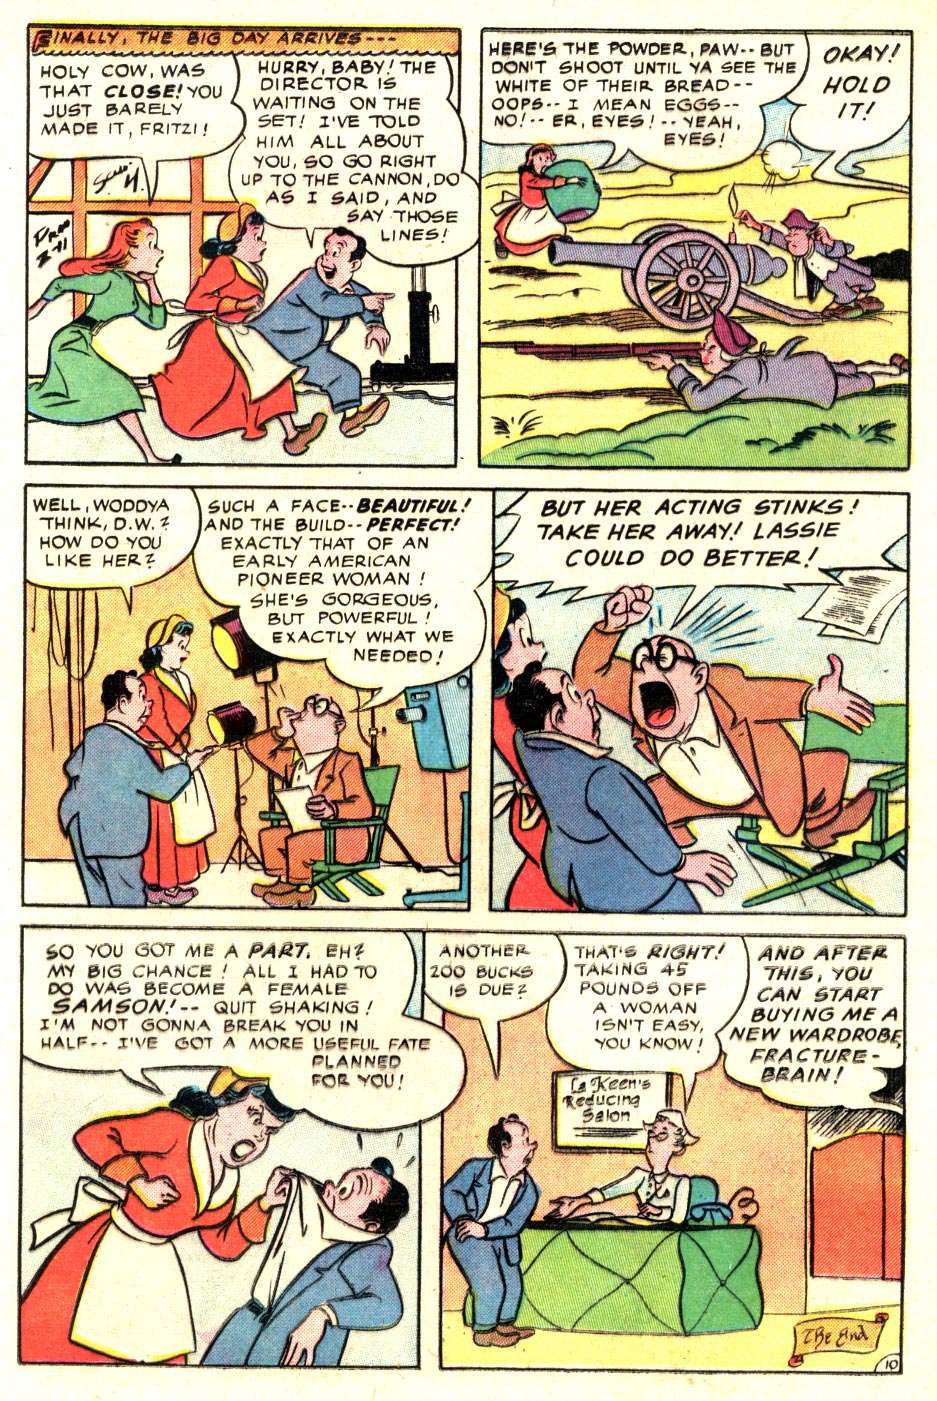 FINALLY, THE BIG DAY ARRIVES---
HOLY COW, WAS
THAT CLOSE! YOU
JUST BARELY
MADE IT, FRITZI!
HURRY, BABY! THE
DIRECTOR IS
WAITING ON THE
SET! I'VE TOLD
HIM ALL ABOUT
YOU, SO GO RIGHT
UP TO THE CANNON, DO
AS I SAID, AND
SAY THOSE
LINES!
HERE'S THE POWDER, PAW-- BUT
DON'T SHOOT UNTIL YA SEE THE
WHITE OF THEIR BREAD--
OOPS-- I MEAN EGGS--
NO!-- ER, EYES!-- YEAH,
EYES!
OKAY!
HOLD
IT!
WELL, WODDYA
THINK, D.W.?
HOW DO YOU
LIKE HER?
SUCH A FACE-- BEAUTIFUL!
AND THE BUILD-- PERFECT!
EXACTLY THAT OF AN
EARLY AMERICAN
PIONEER WOMAN!
SHE'S GORGEOUS,
BUT POWERFUL!
EXACTLY WHAT WE
NEEDED!
BUT HER ACTING STINKS!
TAKE HER AWAY! LASSIE
COULD DO BETTER!
SO YOU GOT ME A PART, EH?
MY BIG CHANCE! ALL I HAD TO
DO WAS BECOME A FEMALE
SAMSON!-- QUIT SHAKING!
I'M NOT GONNA BREAK YOU IN
HALF-- I'VE GOT A MORE USEFUL FATE
PLANNED
FOR YOU!
ANOTHER
200 BUCKS
IS DUE?
THAT'S RIGHT!
TAKING 45
POUNDS OFF
A WOMAN
ISN'T EASY,
YOU KNOW!
AND AFTER
THIS, YOU
CAN START
BUYING ME A
NEW WARDROBE,
FRACTURE-
BRAIN!
La Keen's
Reducing
Salon
The End
10